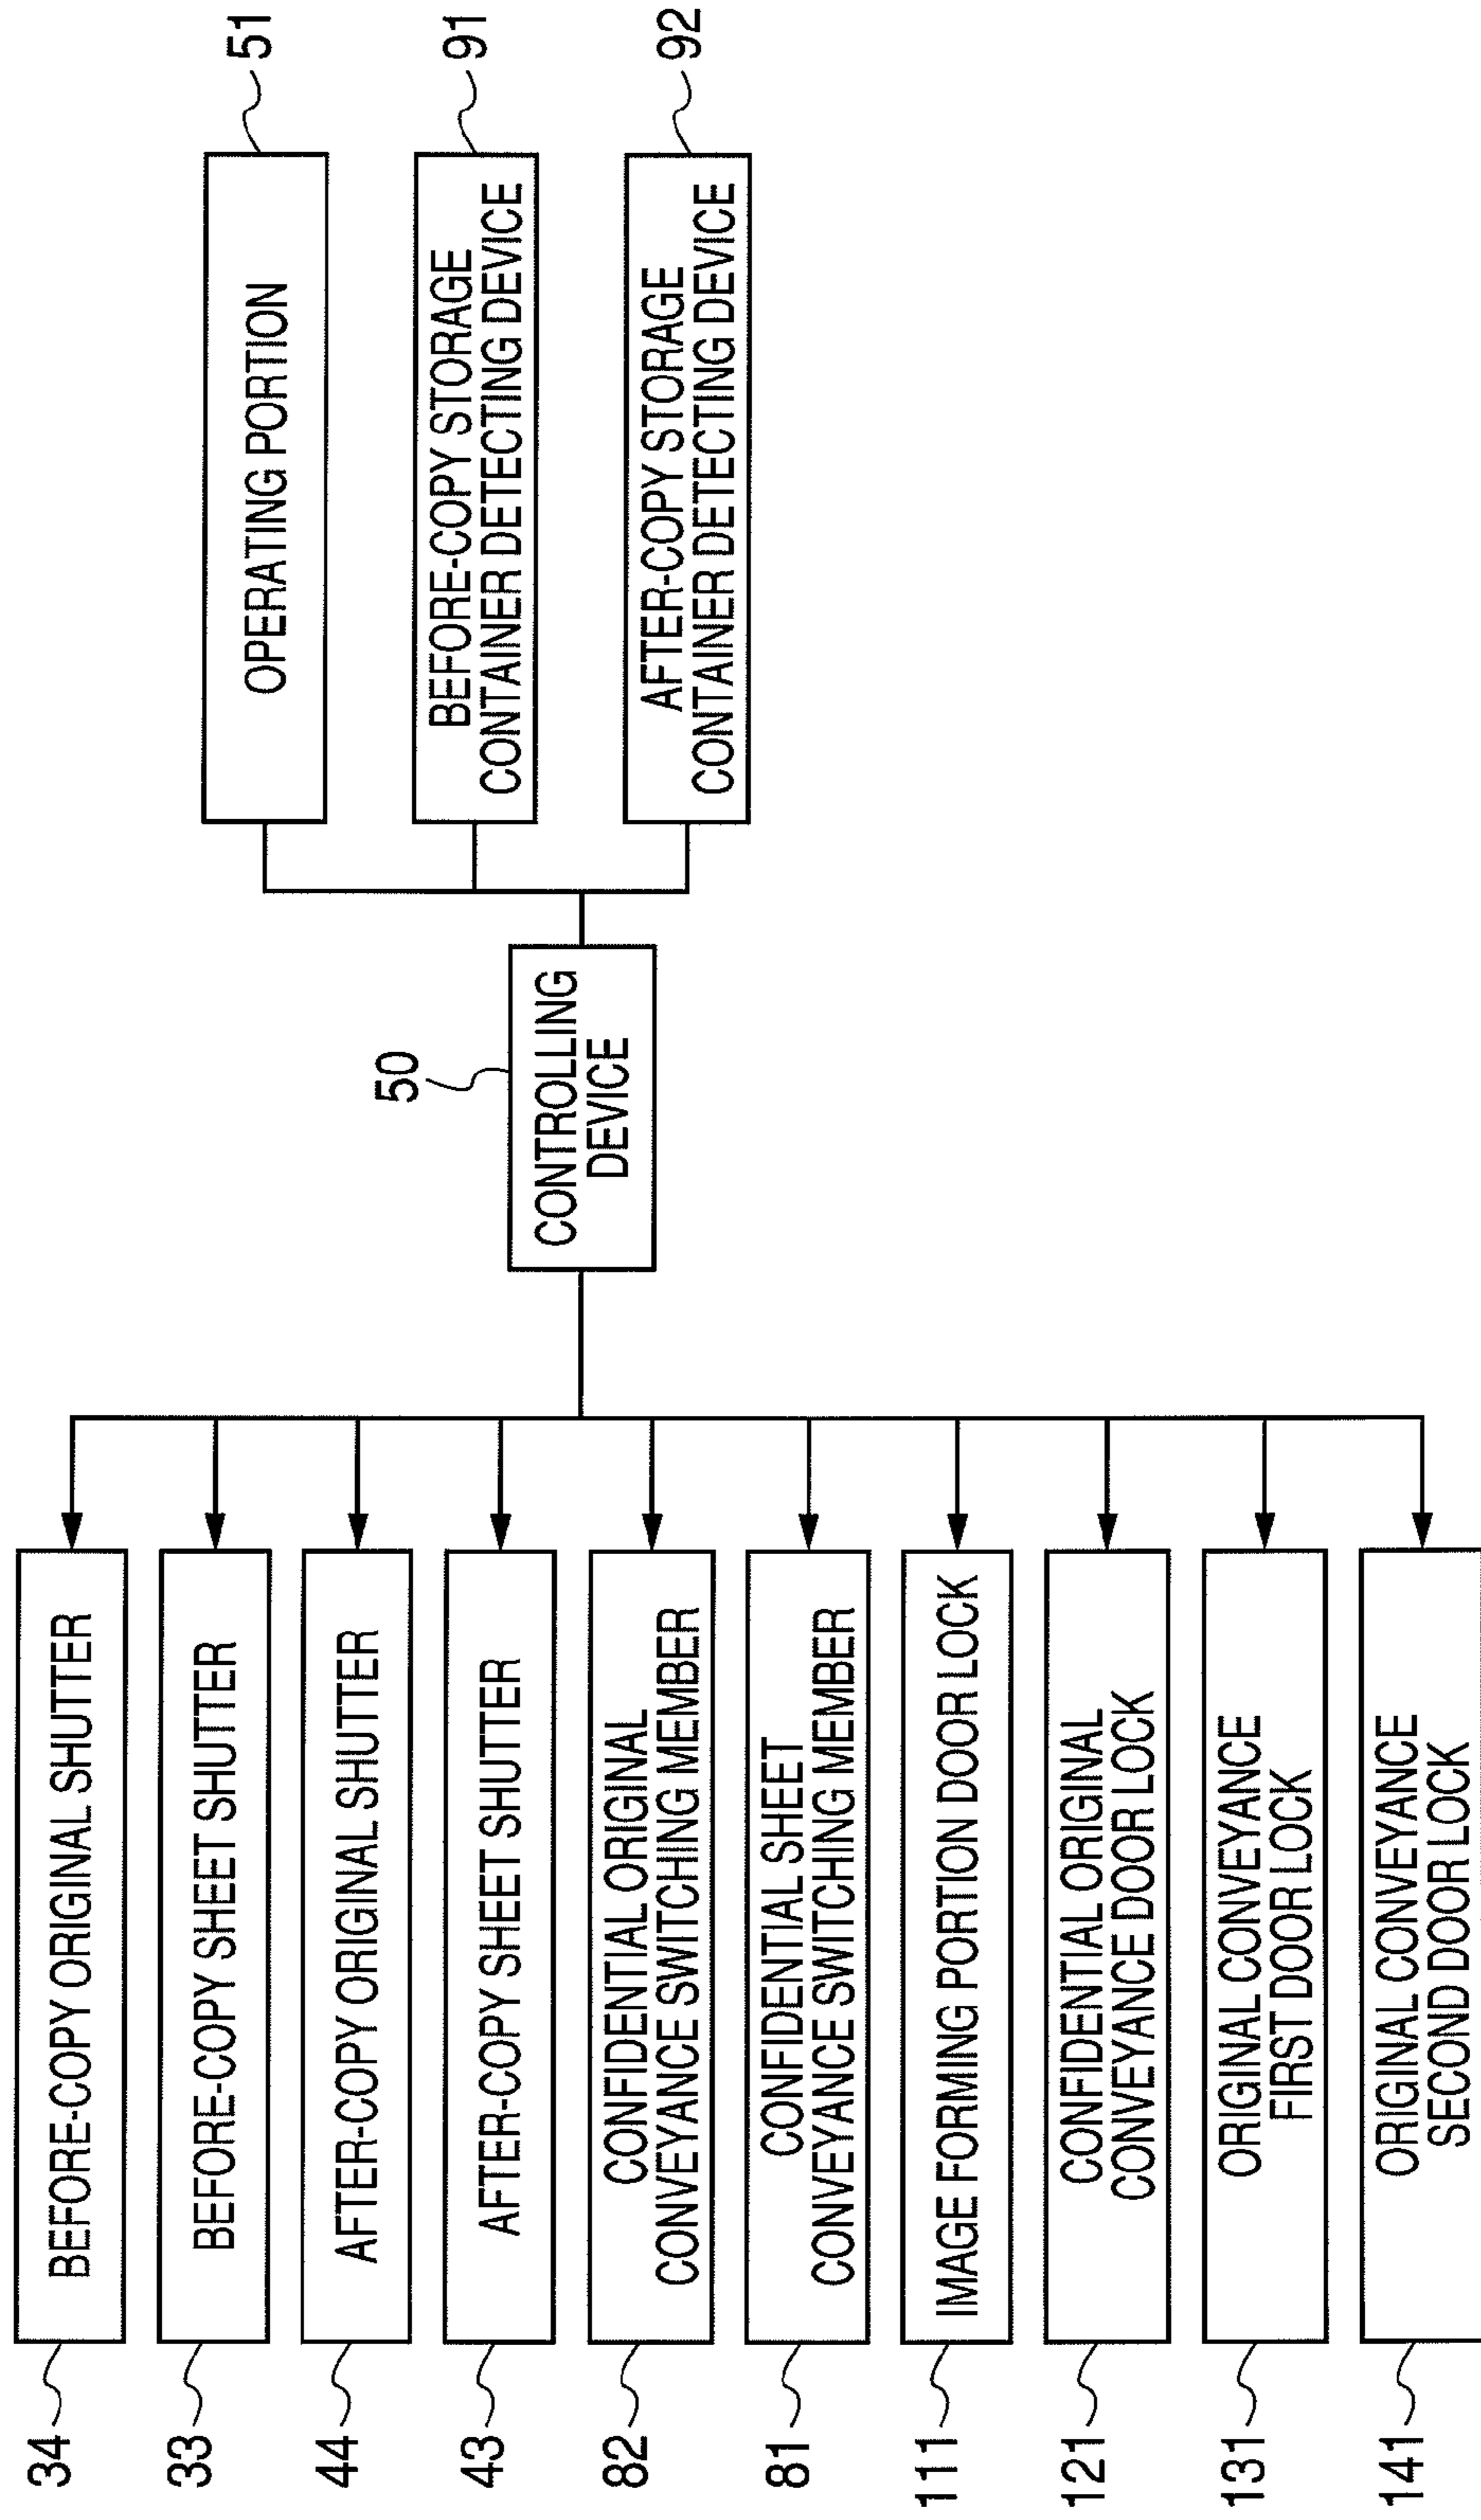 34
BEFORE-COPY ORIGINAL SHUTTER
33
BEFORE-COPY SHEET SHUTTER
44
AFTER-COPY ORIGINAL SHUTTER
43
AFTER-COPY SHEET SHUTTER
82
CONFIDENTIAL ORIGINAL
CONVEYANCE SWITCHING MEMBER
81
CONFIDENTIAL SHEET
CONVEYANCE SWITCHING MEMBER
111
IMAGE FORMING PORTION DOOR LOCK
121
CONFIDENTIAL ORIGINAL
CONVEYANCE DOOR LOCK
131
ORIGINAL CONVEYANCE
FIRST DOOR LOCK
141
ORIGINAL CONVEYANCE
SECOND DOOR LOCK
50
CONTROLLING
DEVICE
OPERATING PORTION
51
BEFORE-COPY STORAGE
CONTAINER DETECTING DEVICE
91
AFTER-COPY STORAGE
CONTAINER DETECTING DEVICE
92